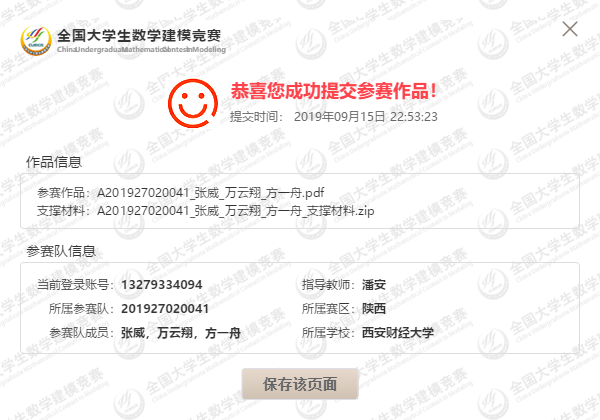 全国大学生数学建模竞赛
China Undergraduate Mathematical Contest in Modeling
恭喜您成功提交参赛作品!
提交时间： 2019年09月15日 22:53:23
作品信息
参赛作品: A201927020041_张威_万云翔_方一舟.pdf
支撑材料: A201927020041_张威_万云翔_方一舟_支撑材料.zip
参赛队信息
当前登录账号: 13279334094 指导教师: 潘安
所属参赛队: 201927020041 所属赛区: 陕西
参赛队成员: 张威，万云翔，方一舟 所属学校: 西安财经大学
保存该页面